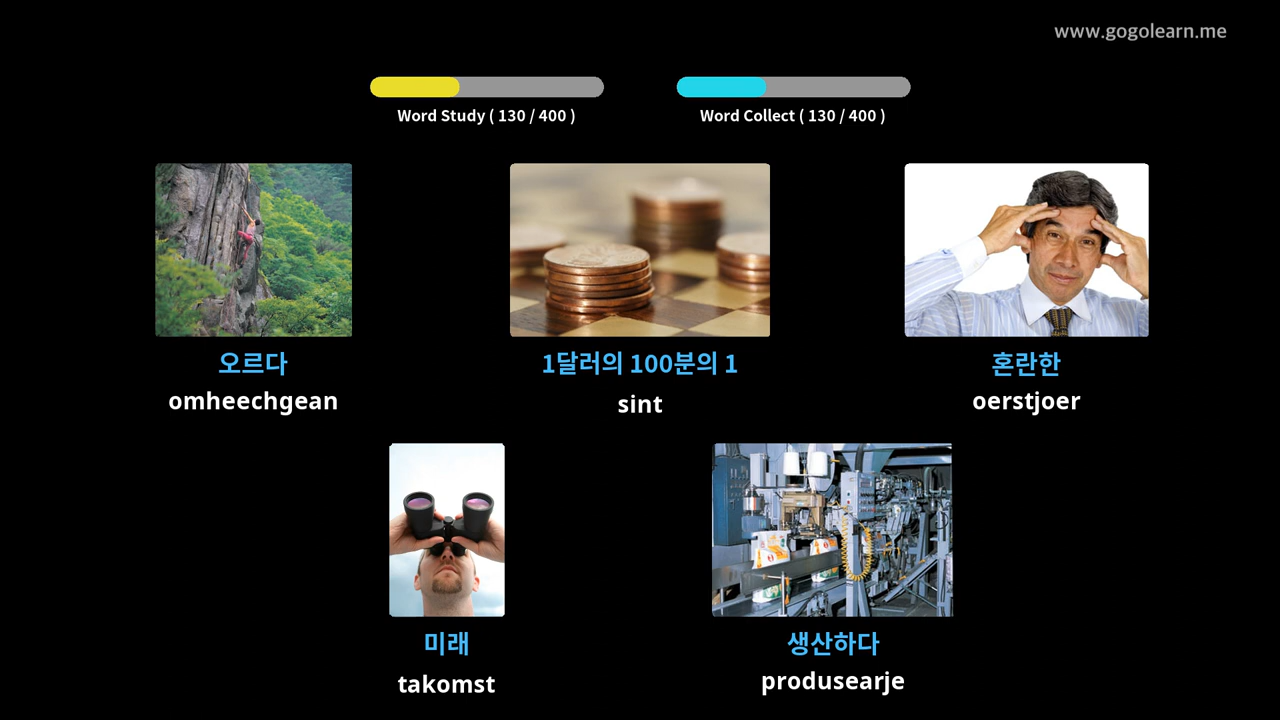 www.gogolearn.me
Word Study ( 130 / 400 )
Word Collect ( 130 / 400 )
오르다
omheechgean
1달러의 100분의 1
sint
혼란한
oerstjoer
미래
takomst
생산하다
produsearje